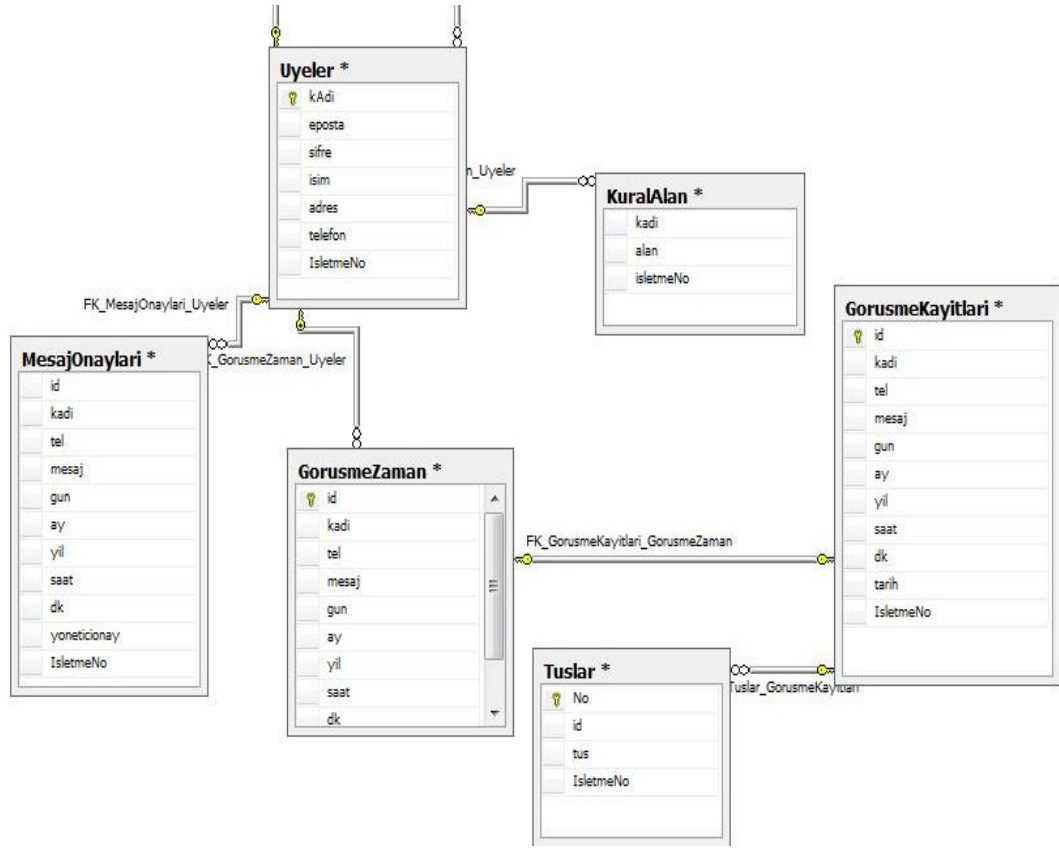 Uyeler *
kAdi
eposta
sifre
isim
adres
telefon
IsletmeNo
n_Uyeler
KuralAlan *
kadi
alan
isletmeNo
FK_MesajOnaylari_Uyeler
K_GorusmeZaman_Uyeler
MesajOnaylari *
id
kadi
tel
mesaj
gun
ay
yil
saat
dk
yoneticionay
IsletmeNo
GorusmeZaman *
id
kadi
tel
mesaj
gun
ay
yil
saat
dk
FK_GorusmeKayitlari_GorusmeZaman
GorusmeKayitlari *
id
kadi
tel
mesaj
gun
ay
yil
saat
dk
tarih
IsletmeNo
Tuslar_GorusmeKayitlari
Tuslar *
No
id
tus
IsletmeNo